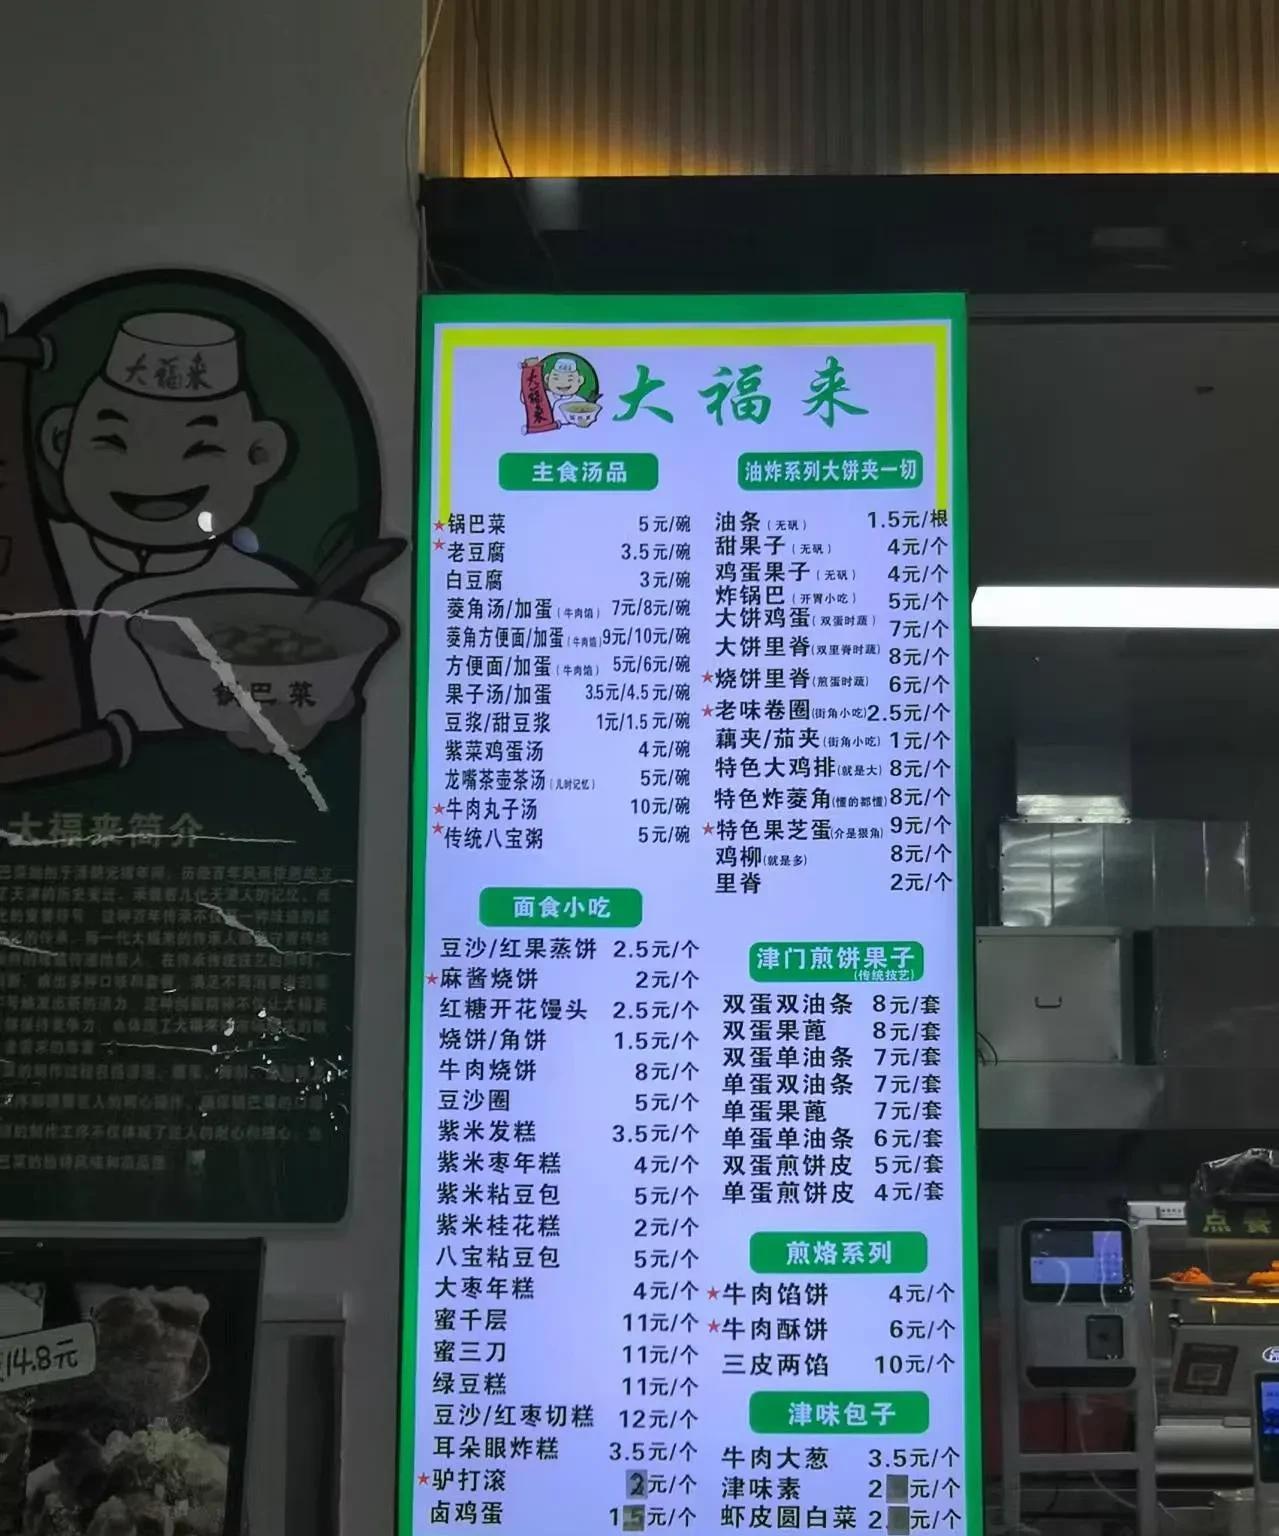 大福来
大福来
锅巴菜
大福来简介
14.8元
大福来
主食汤品
锅巴菜 5元/碗
老豆腐 3.5元/碗
白豆腐 3元/碗
菱角汤/加蛋(牛肉馅) 7元/8元/碗
菱角方便面/加蛋(牛肉馅) 9元/10元/碗
方便面/加蛋(牛肉馅) 5元/6元/碗
果子汤/加蛋 3.5元/4.5元/碗
豆浆/甜豆浆 1元/1.5元/碗
紫菜鸡蛋汤 4元/碗
龙嘴茶壶茶汤(儿时记忆) 5元/碗
牛肉丸子汤 10元/碗
传统八宝粥 5元/碗
面食小吃
豆沙/红果蒸饼 2.5元/个
麻酱烧饼 2元/个
红糖开花馒头 2.5元/个
烧饼/角饼 1.5元/个
牛肉烧饼 8元/个
豆沙圈 5元/个
紫米发糕 3.5元/个
紫米枣年糕 4元/个
紫米粘豆包 5元/个
紫米桂花糕 2元/个
八宝粘豆包 5元/个
大枣年糕 4元/个
蜜千层 11元/个
蜜三刀 11元/个
绿豆糕 11元/个
豆沙/红枣切糕 12元/个
耳朵眼炸糕 3.5元/个
驴打滚 2元/个
卤鸡蛋 1.5元/个
油炸系列大饼夹一切
油条(无矾) 1.5元/根
甜果子(无矾) 4元/个
鸡蛋果子(无矾) 4元/个
炸锅巴(开胃小吃) 5元/个
大饼鸡蛋(双蛋时蔬) 7元/个
大饼里脊(双里脊时蔬) 8元/个
烧饼里脊(煎蛋时蔬) 6元/个
老味卷圈(街角小吃) 2.5元/个
藕夹/茄夹(街角小吃) 1元/个
特色大鸡排(就是大) 8元/个
特色炸菱角(懂的都懂) 8元/个
特色果芝蛋(介是狠角) 9元/个
鸡柳(就是多) 8元/个
里脊 2元/个
津门煎饼果子
(传统技艺)
双蛋双油条 8元/套
双蛋果蓖 8元/套
双蛋单油条 7元/套
单蛋双油条 7元/套
单蛋果蓖 7元/套
单蛋单油条 6元/套
双蛋煎饼皮 5元/套
单蛋煎饼皮 4元/套
煎烙系列
牛肉馅饼 4元/个
牛肉酥饼 6元/个
三皮两馅 10元/个
津味包子
牛肉大葱 3.5元/个
津味素 2 元/个
虾皮圆白菜 2. 元/个
点餐